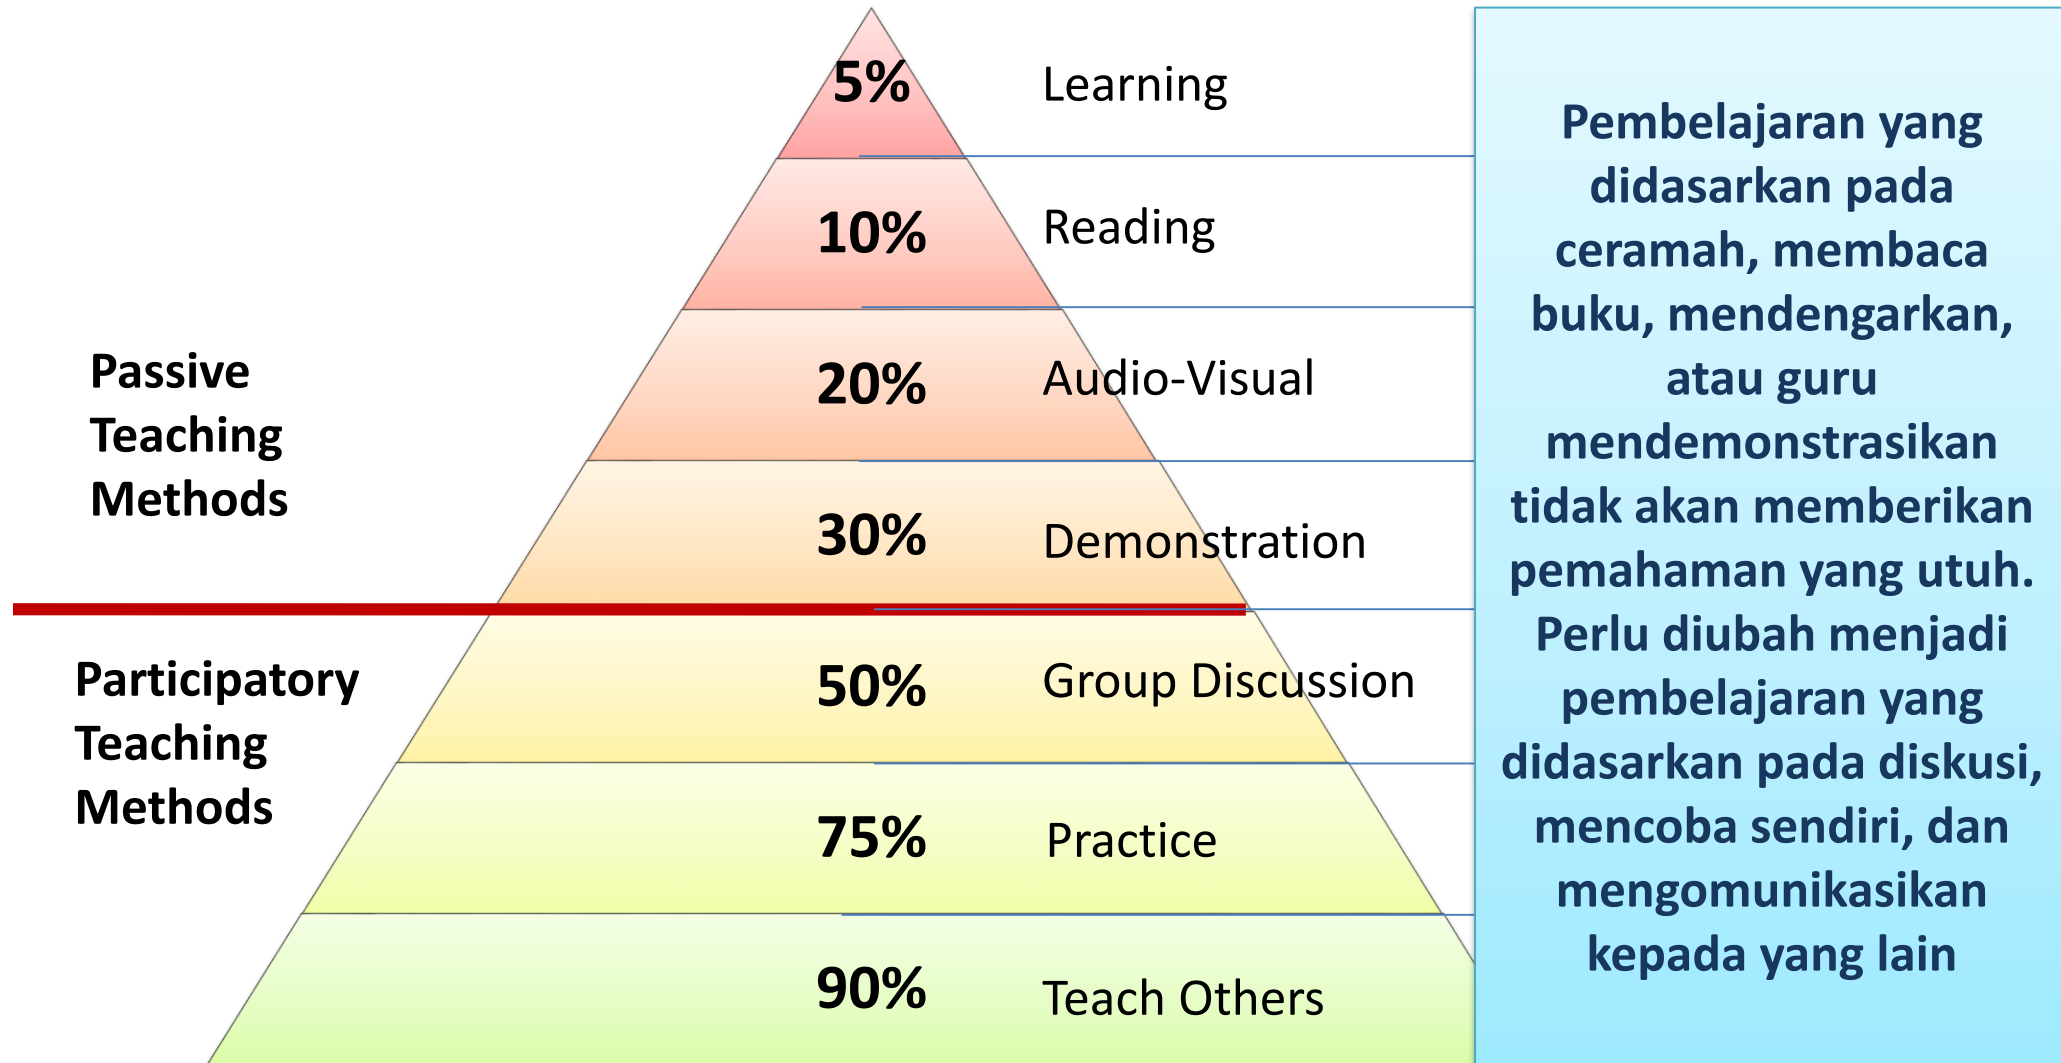 5%
Learning
10%
Reading
20%
Audio-Visual
30%
Demonstration
50%
Group Discussion
75%
Practice
90%
Teach Others
Passive
Teaching
Methods
Participatory
Teaching
Methods
Pembelajaran yang
didasarkan pada
ceramah, membaca
buku, mendengarkan,
atau guru
mendemonstrasikan
tidak akan memberikan
pemahaman yang utuh.
Perlu diubah menjadi
pembelajaran yang
didasarkan pada diskusi,
mencoba sendiri, dan
mengomunikasikan
kepada yang lain